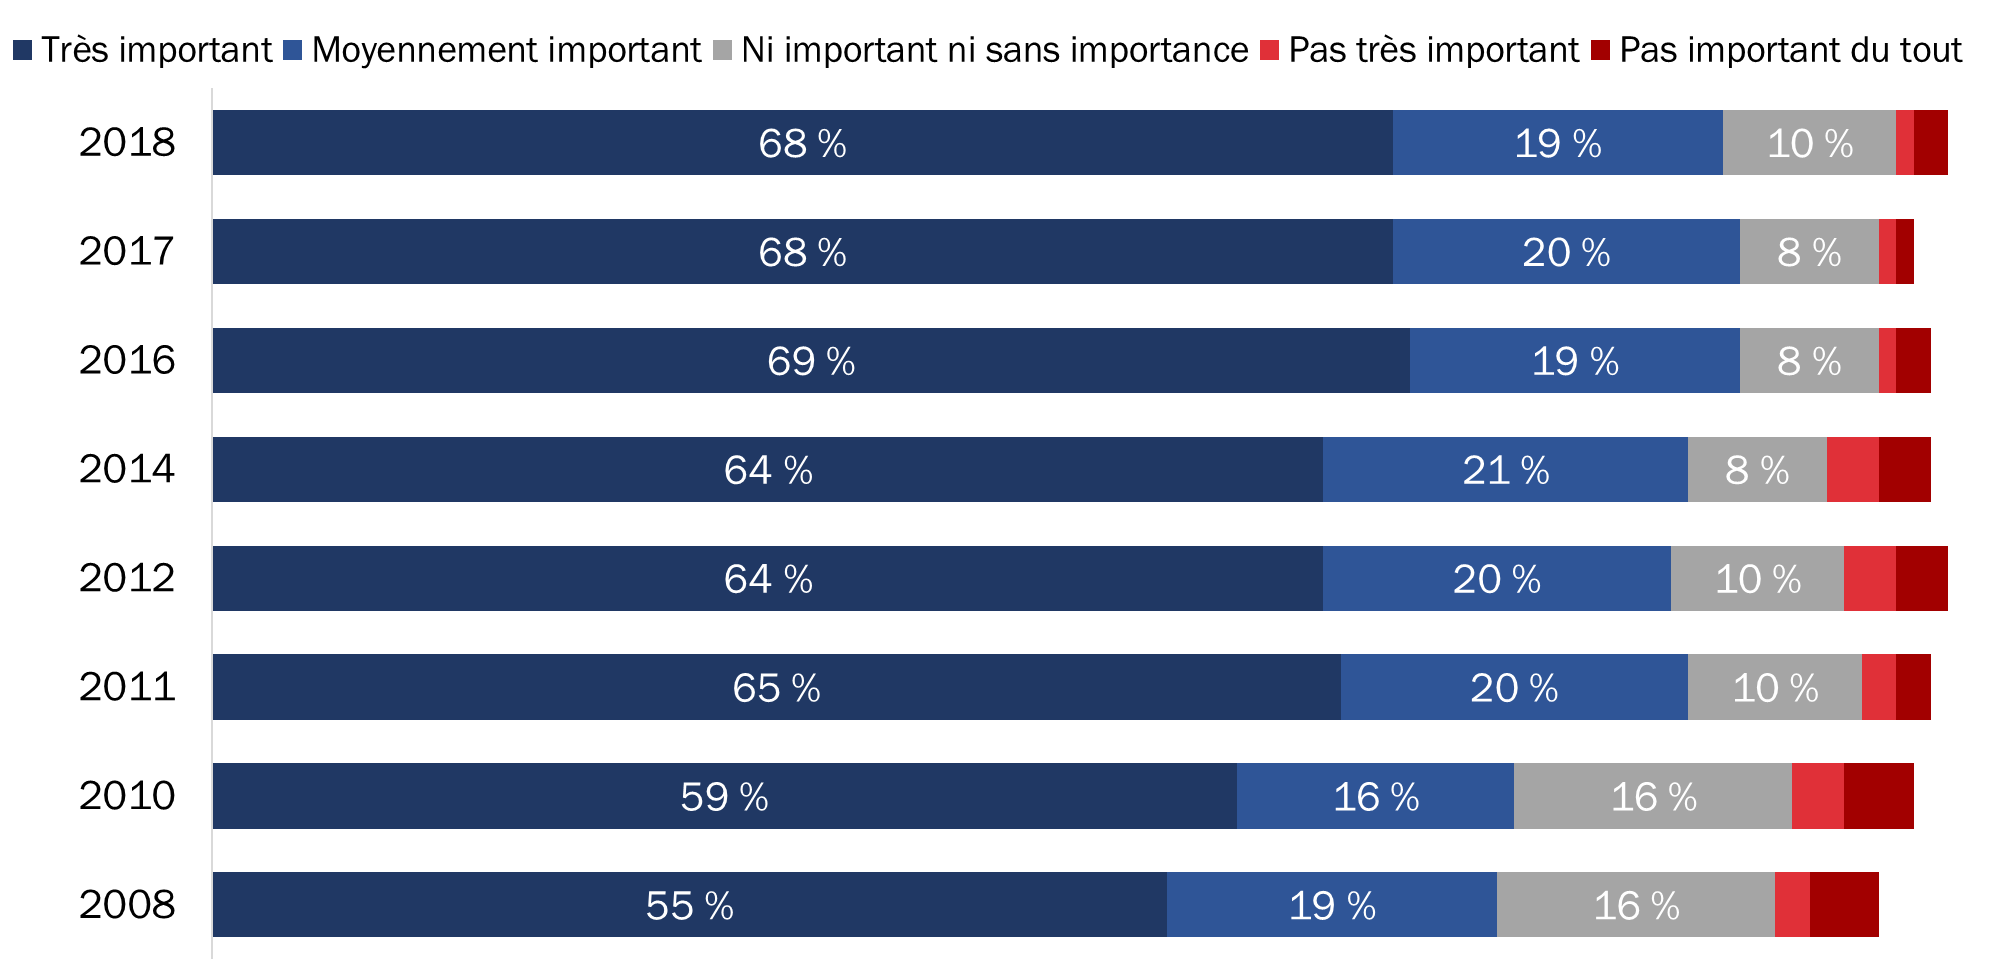 Très important Moyennement important Ni important ni sans importance Pas très important Pas important du tout
2018 68 % 19 % 10 %
2017 68 % 20 % 8 %
2016 69 % 19 % 8 %
2014 64 % 21 % 8 %
2012 64 % 20 % 10 %
2011 65 % 20 % 10 %
2010 59 % 16 % 16 %
2008 55 % 19 % 16 %